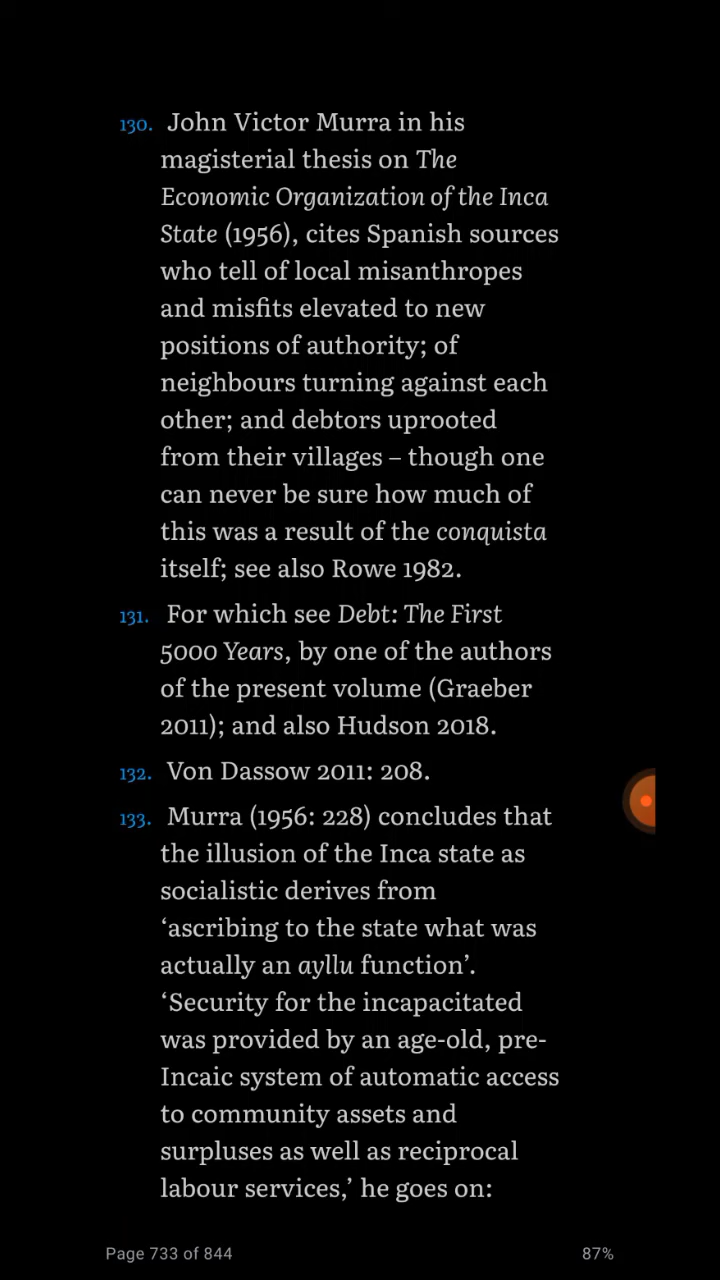 130. John Victor Murra in his
magisterial thesis on The
Economic Organization of the Inca
State (1956), cites Spanish sources
who tell of local misanthropes
and misfits elevated to new
positions of authority; of
neighbours turning against each
other; and debtors uprooted
from their villages – though one
can never be sure how much of
this was a result of the conquista
itself; see also Rowe 1982.
131. For which see Debt: The First
5000 Years, by one of the authors
of the present volume (Graeber
2011); and also Hudson 2018.
132. Von Dassow 2011: 208.
133. Murra (1956: 228) concludes that
the illusion of the Inca state as
socialistic derives from
‘ascribing to the state what was
actually an ayllu function’.
‘Security for the incapacitated
was provided by an age-old, pre-
Incaic system of automatic access
to community assets and
surpluses as well as reciprocal
labour services,’ he goes on:
Page 733 of 844 87%